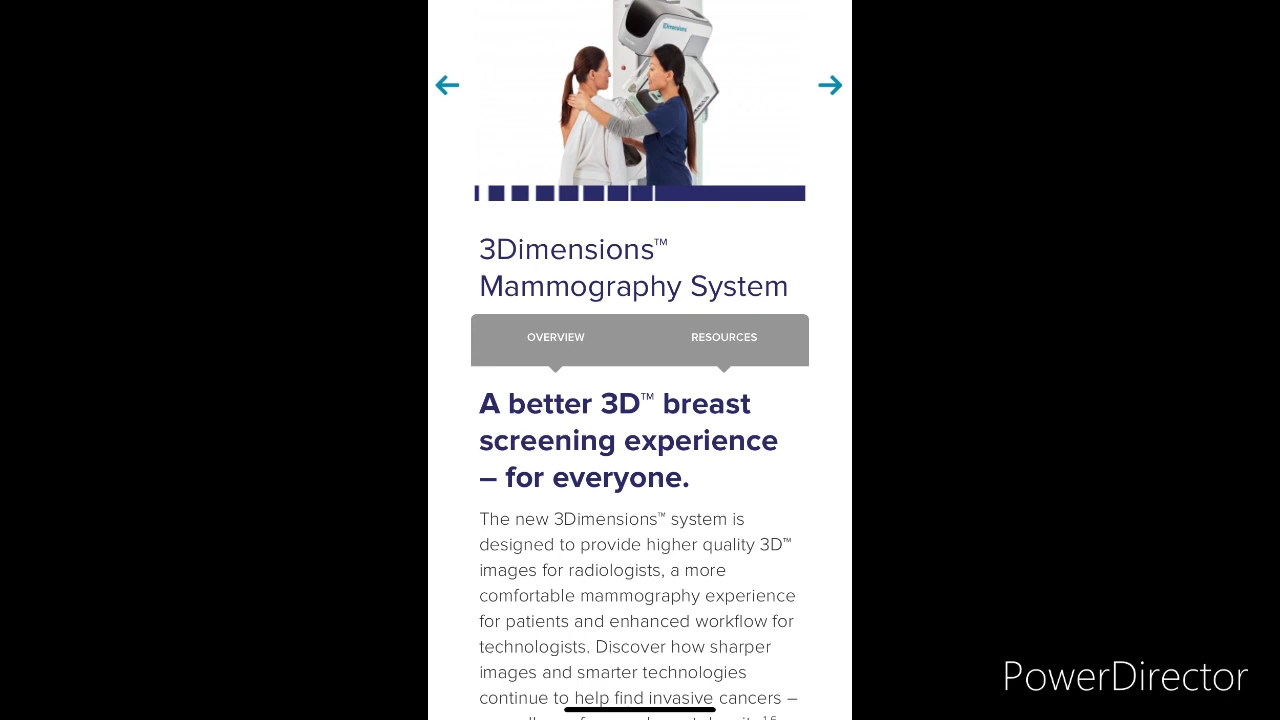 3Dimensions
3Dimensions™
Mammography System
OVERVIEW
RESOURCES
A better 3D™ breast
screening experience
– for everyone.
The new 3Dimensions™ system is
designed to provide higher quality 3D™
images for radiologists, a more
comfortable mammography experience
for patients and enhanced workflow for
technologists. Discover how sharper
images and smarter technologies
continue to help find invasive cancers –
PowerDirector